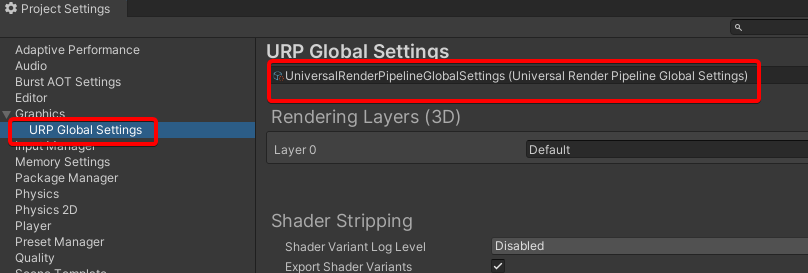 Project Settings
Adaptive Performance
Audio
Burst AOT Settings
Editor
Graphics
URP Global Settings
Input Manager
Memory Settings
Package Manager
Physics
Physics 2D
Player
Preset Manager
Quality
Scene Template
URP Global Settings
UniversalRenderPipelineGlobalSettings (Universal Render Pipeline Global Settings)
Rendering Layers (3D)
Layer 0 Default
Shader Stripping
Shader Variant Log Level Disabled
Export Shader Variants